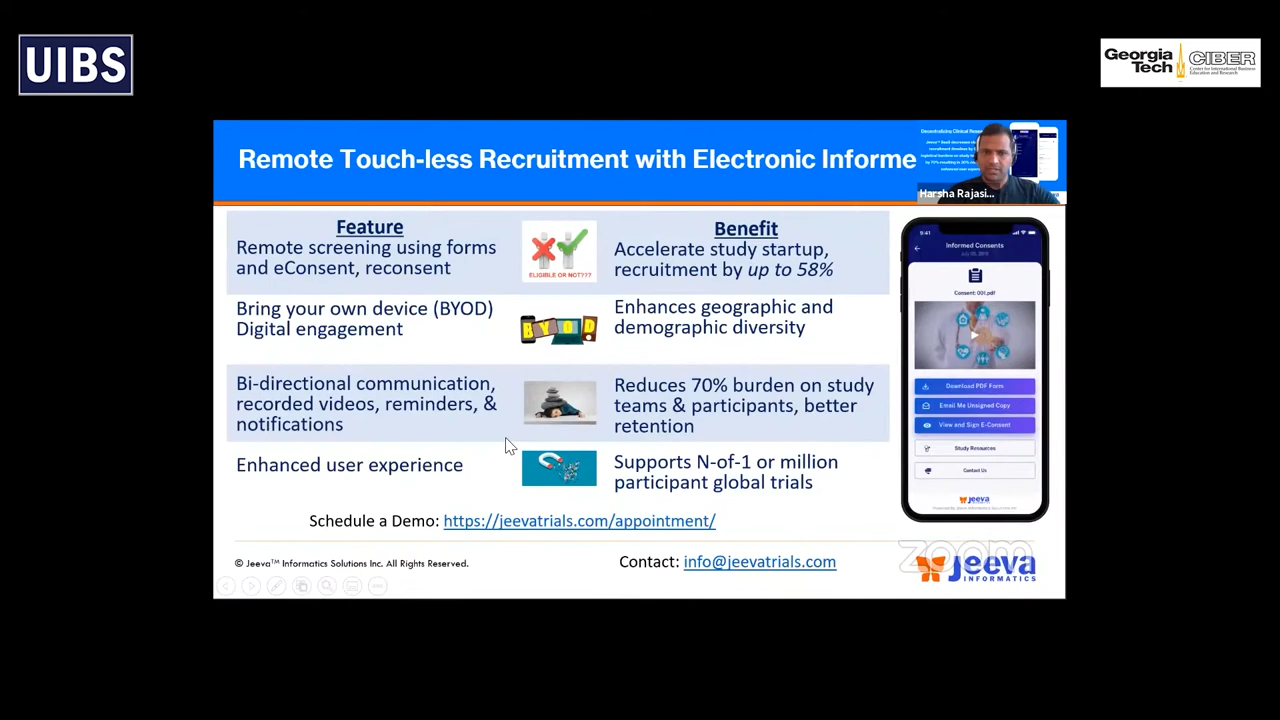 UIBS
Georgia
Tech
CIBER
Center for International Business
Education and Research
Remote Touch-less Recruitment with Electronic Informe
Harsha Rajasi...
Feature
Remote screening using forms
and eConsent, reconsent
ELIGIBLE OR NOT???
Benefit
Accelerate study startup,
recruitment by up to 58%
Bring your own device (BYOD)
Digital engagement
BYOD
Enhances geographic and
demographic diversity
Bi-directional communication,
recorded videos, reminders, &
notifications
Reduces 70% burden on study
teams & participants, better
retention
Enhanced user experience
Supports N-of-1 or million
participant global trials
Schedule a Demo: https://jeevatrials.com/appointment/
© Jeeva™ Informatics Solutions Inc. All Rights Reserved.
Contact: info@jeevatrials.com
9:41
Informed Consents
Consent: 001.pdf
Download PDF Form
Email Me Unsigned Copy
View and Sign E-Consent
Study Resources
Contact Us
Jeeva
zoom
Jeeva
INFORMATICS